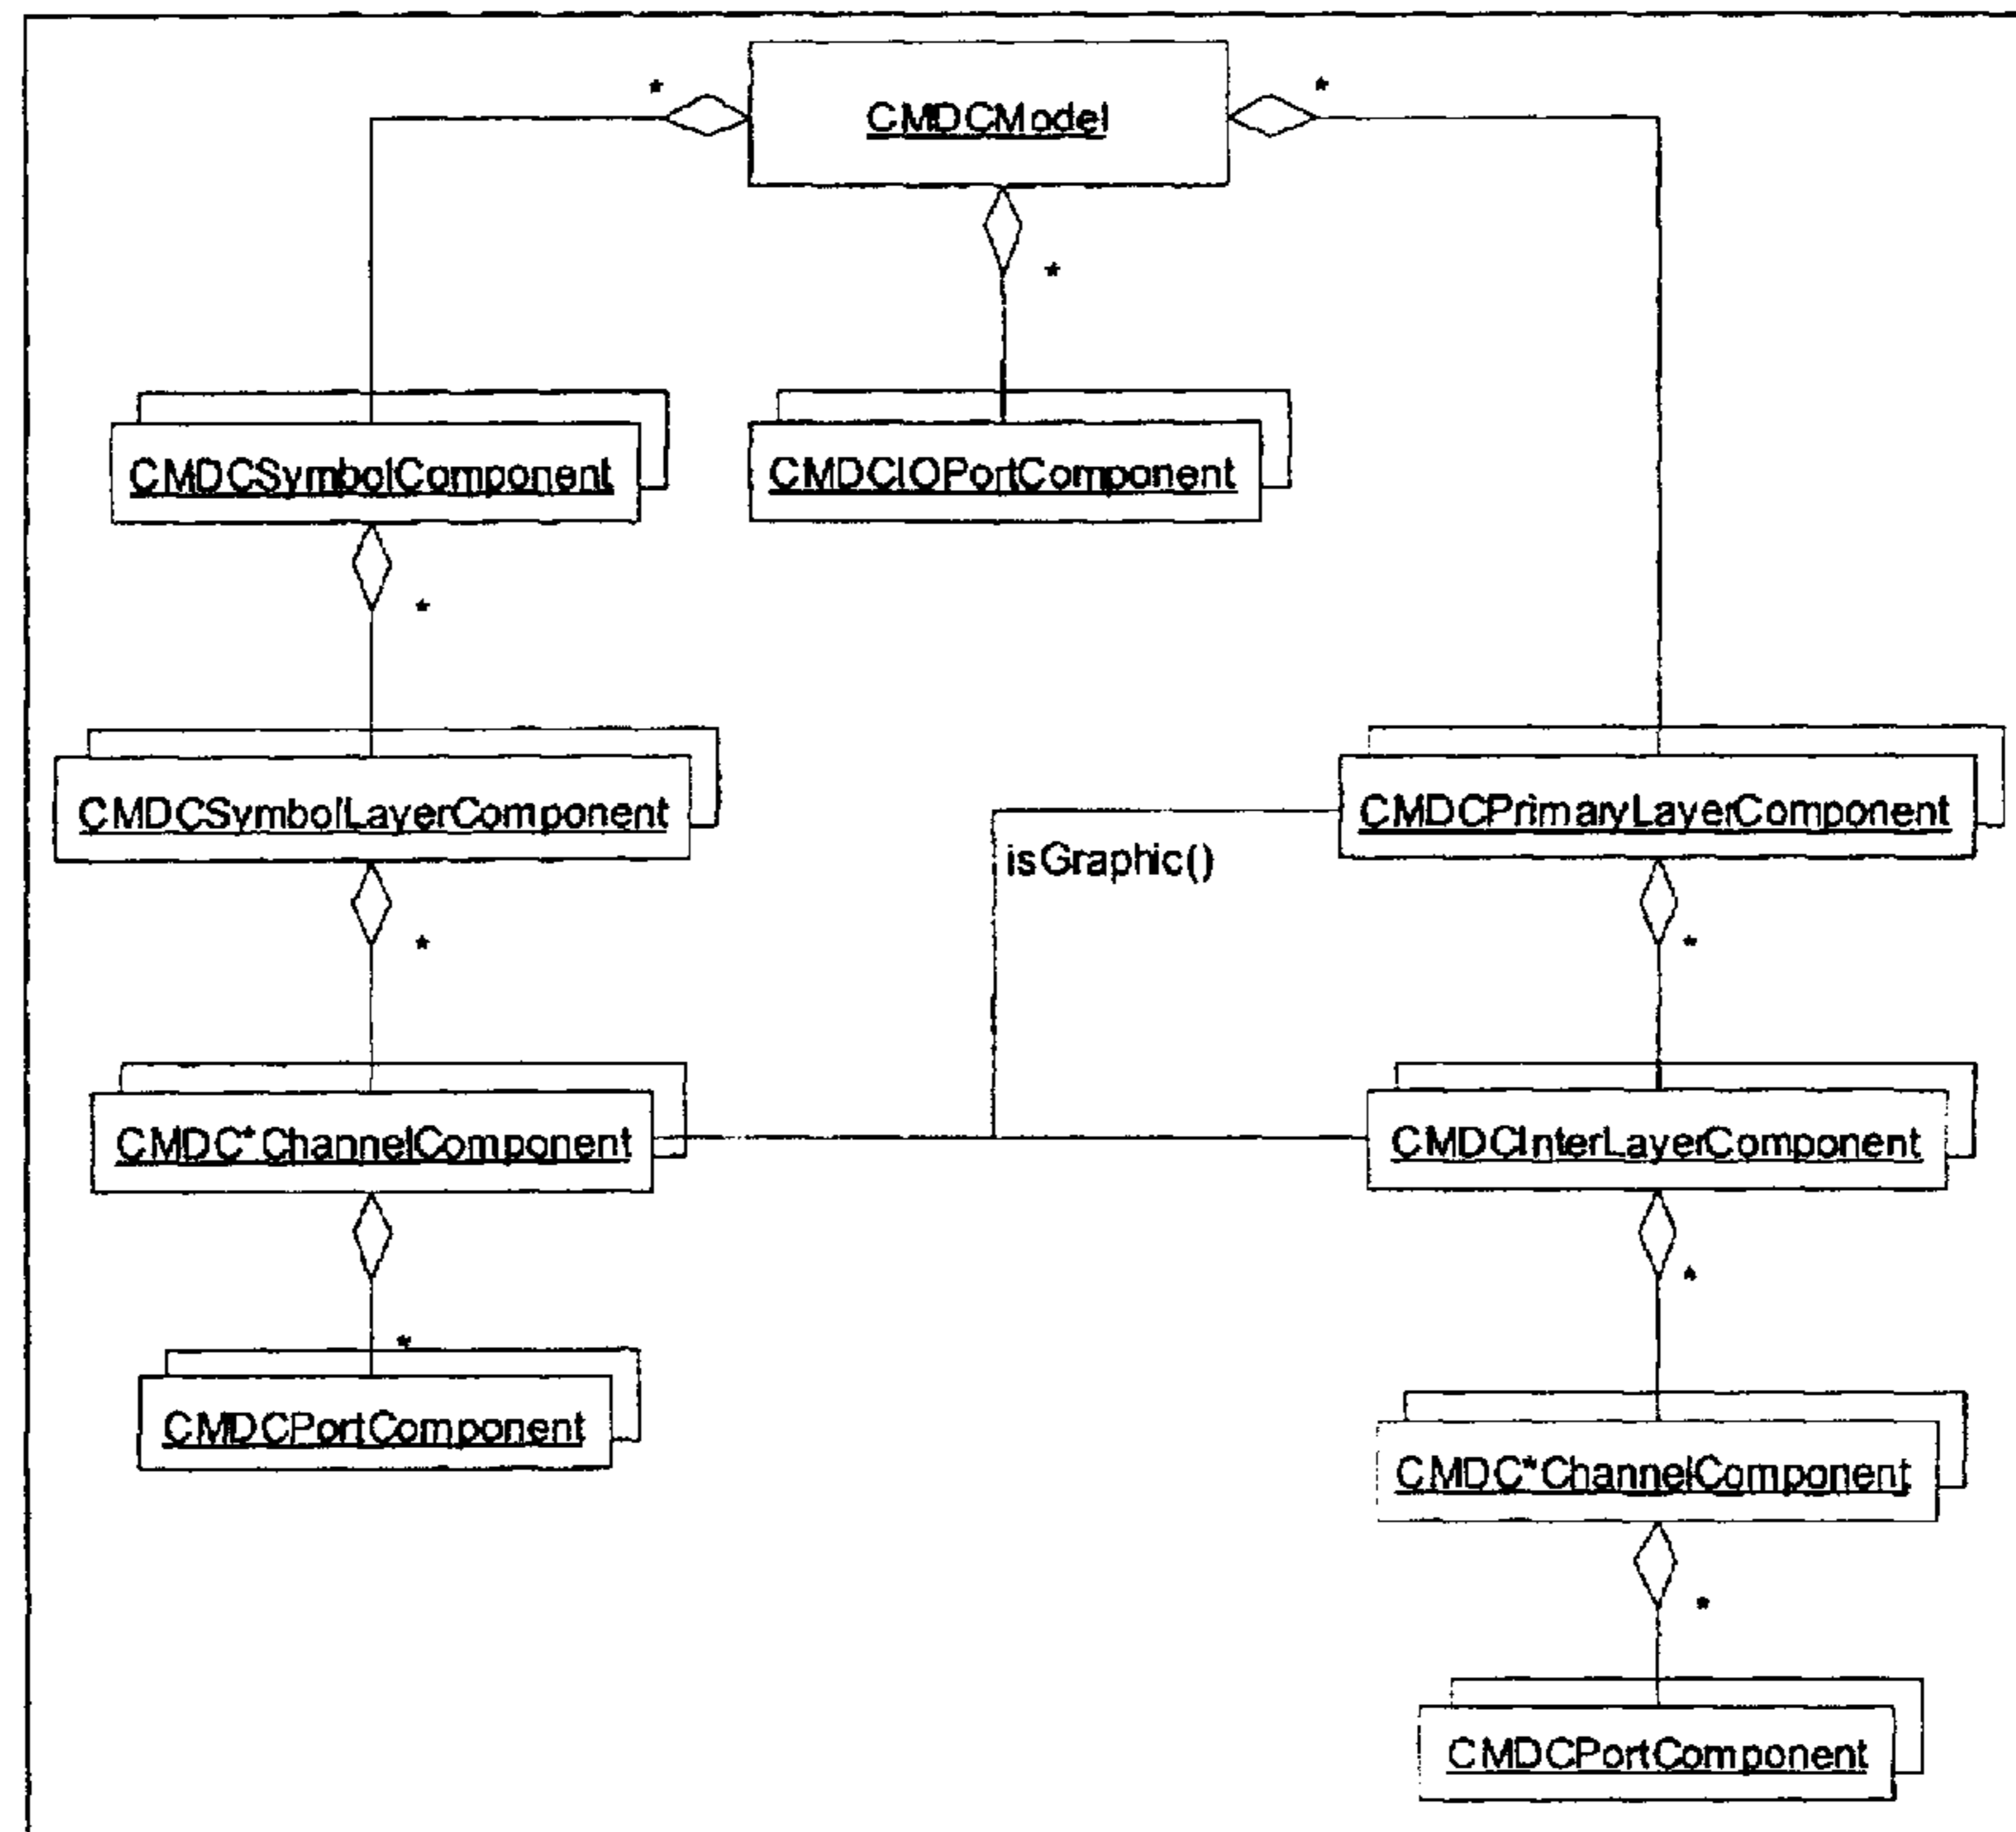 * *
CMDCModel
*
CMDCSymbolComponent CMDCIOPortComponent
*
CMDCSymbolLayerComponent CMDCPrimaryLayerComponent
isGraphic()
* *
CMDC*ChannelComponent CMDCInterLayerComponent
*
*
CMDCPortComponent CMDC*ChannelComponent
*
CMDCPortComponent